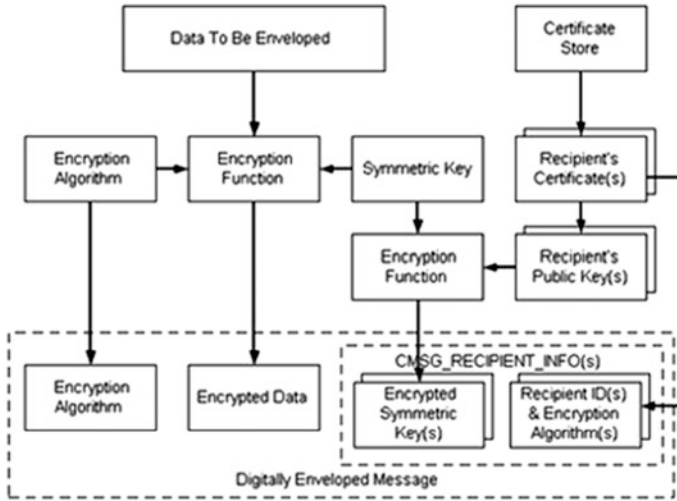 Data To Be Enveloped
Certificate
Store
Encryption
Algorithm
Encryption
Function
Symmetric Key
Recipient's
Certificate(s)
Encryption
Function
Recipient's
Public Key(s)
CMSG_RECIPIENT_INFO(s)
Encryption
Algorithm
Encrypted Data
Encrypted
Symmetric
Key(s)
Recipient ID(s)
& Encryption
Algorithm(s)
Digitally Enveloped Message